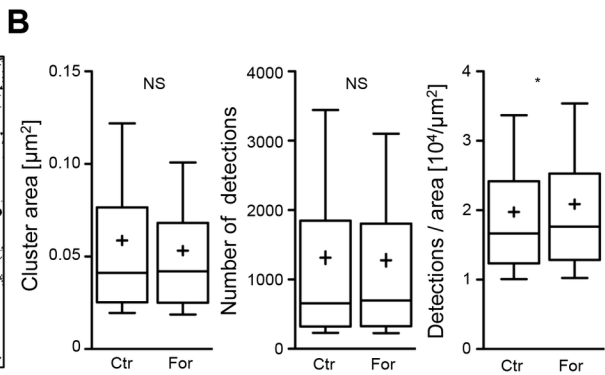 B
Cluster area [μm²]
0.15
0.10
0.05
0
NS
Ctr For
Number of detections
4000
3000
2000
1000
0
NS
Ctr For
Detections / area [10⁴/μm²]
4
3
2
1
0
*
Ctr For